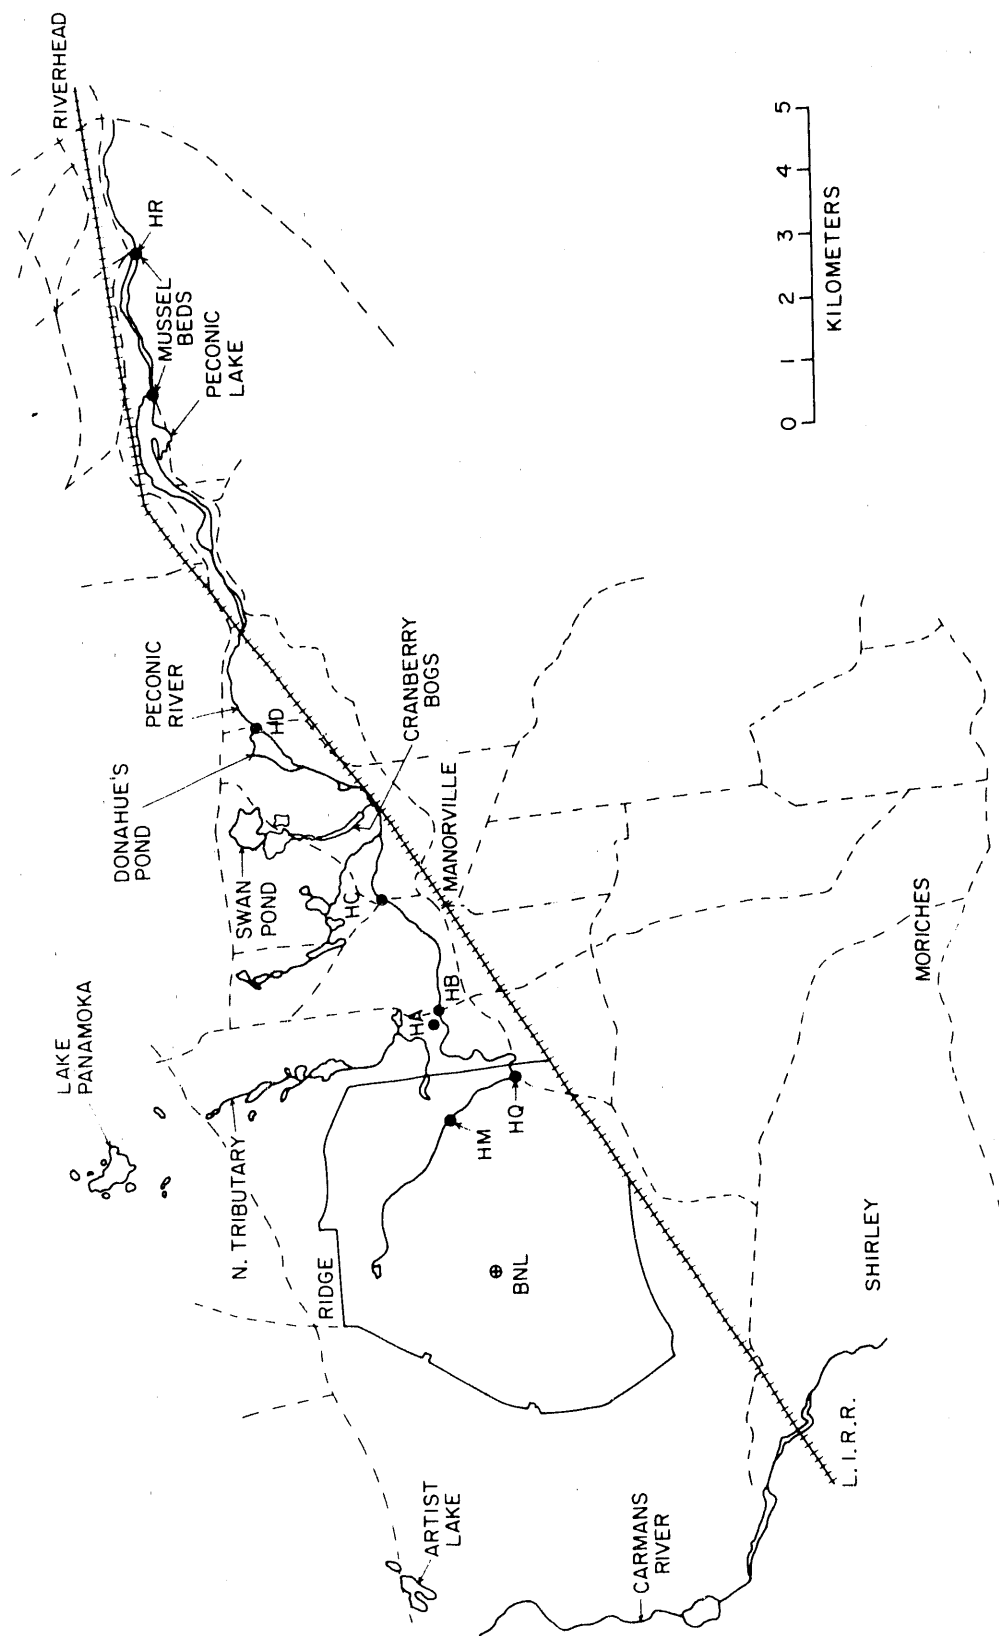 RIVERHEAD
HR
MUSSEL
BEDS
PECONIC
LAKE
0 1 2 3 4 5
KILOMETERS
PECONIC
RIVER
HD
CRANBERRY
BOGS
DONAHUE'S
POND
SWAN
POND
HC
MANORVILLE
HB
HA
MORICHES
LAKE
PANAMOKA
HQ
HM
N. TRIBUTARY
RIDGE
BNL
SHIRLEY
L.I.R.R.
ARTIST
LAKE
CARMANS
RIVER